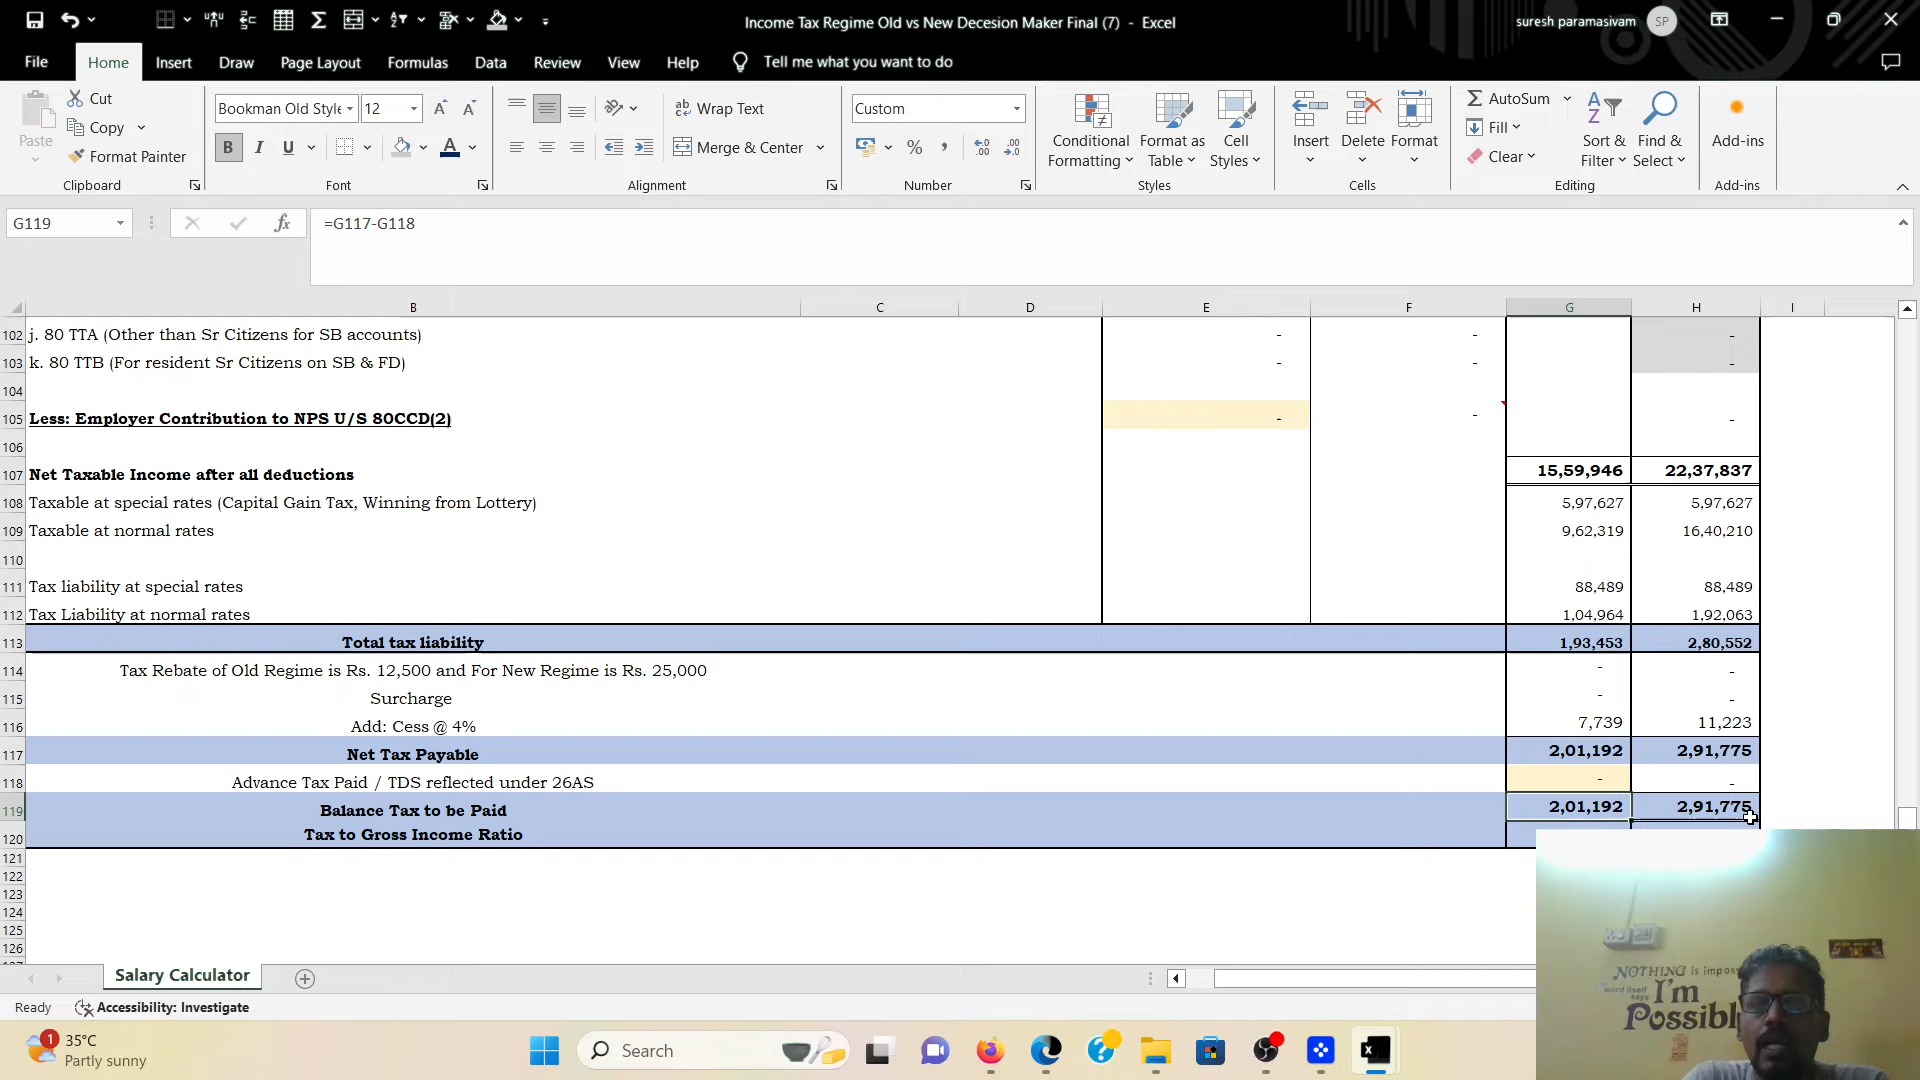 Income Tax Regime Old vs New Decesion Maker Final (7) - Excel
suresh paramasivam
SP
File Home Insert Draw Page Layout Formulas Data Review View Help Tell me what you want to do
Paste
Cut
Copy
Format Painter
Clipboard
Bookman Old Style 12
B I U
Font
Wrap Text
Merge & Center
Alignment
Custom
Number
Conditional Formatting
Format as Table
Cell Styles
Styles
Insert Delete Format
Cells
AutoSum
Fill
Clear
Sort & Filter
Find & Select
Editing
Add-ins
Add-ins
G119
fx
=G117-G118
B C D E F G H I
102 j. 80 TTA (Other than Sr Citizens for SB accounts) - - -
103 k. 80 TTB (For resident Sr Citizens on SB & FD) - - -
104
105 Less: Employer Contribution to NPS U/S 80CCD(2) - - -
106
107 Net Taxable Income after all deductions 15,59,946 22,37,837
108 Taxable at special rates (Capital Gain Tax, Winning from Lottery) 5,97,627 5,97,627
109 Taxable at normal rates 9,62,319 16,40,210
110
111 Tax liability at special rates 88,489 88,489
112 Tax Liability at normal rates 1,04,964 1,92,063
113 Total tax liability 1,93,453 2,80,552
114 Tax Rebate of Old Regime is Rs. 12,500 and For New Regime is Rs. 25,000 - -
115 Surcharge - -
116 Add: Cess @ 4% 7,739 11,223
117 Net Tax Payable 2,01,192 2,91,775
118 Advance Tax Paid / TDS reflected under 26AS - -
119 Balance Tax to be Paid 2,01,192 2,91,775
120 Tax to Gross Income Ratio
121
122
123
124
125
126
Salary Calculator
Ready
Accessibility: Investigate
1
35°C
Partly sunny
Search
NOTHING is imposs
word itself
says
I'm
Possibl